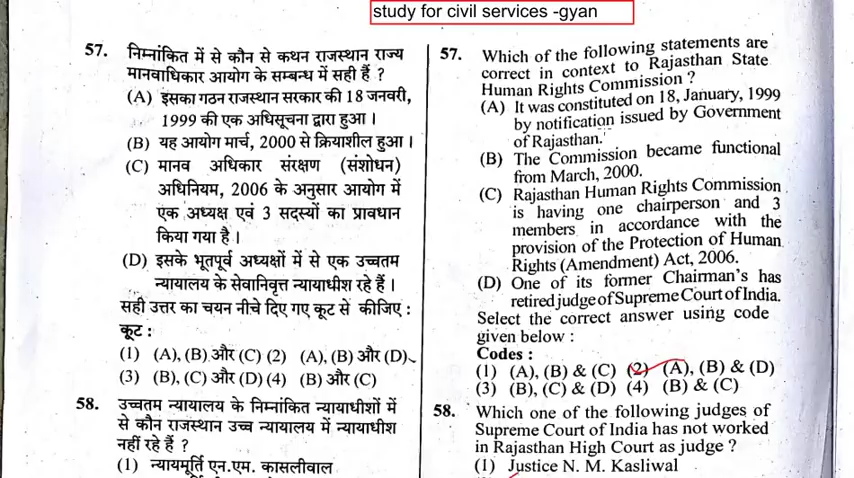 study for civil services -gyan
57. निम्नांकित में से कौन से कथन राजस्थान राज्य
मानवाधिकार आयोग के सम्बन्ध में सही हैं ?
(A) इसका गठन राजस्थान सरकार की 18 जनवरी,
1999 की एक अधिसूचना द्वारा हुआ ।
(B) यह आयोग मार्च, 2000 से क्रियाशील हुआ ।
(C) मानव अधिकार संरक्षण (संशोधन)
अधिनियम, 2006 के अनुसार आयोग में
एक अध्यक्ष एवं 3 सदस्यों का प्रावधान
किया गया है ।
(D) इसके भूतपूर्व अध्यक्षों में से एक उच्चतम
न्यायालय के सेवानिवृत्त न्यायाधीश रहे हैं ।
सही उत्तर का चयन नीचे दिए गए कूट से कीजिए :
कूट :
(1) (A), (B) और (C) (2) (A), (B) और (D)
(3) (B), (C) और (D) (4) (B) और (C)
58. उच्चतम न्यायालय के निम्नांकित न्यायाधीशों में
से कौन राजस्थान उच्च न्यायालय में न्यायाधीश
नहीं रहे हैं ?
(1) न्यायमूर्ति एन.एम. कासलीवाल
57. Which of the following statements are
correct in context to Rajasthan State
Human Rights Commission ?
(A) It was constituted on 18, January, 1999
by notification issued by Government
of Rajasthan.
(B) The Commission became functional
from March, 2000.
(C) Rajasthan Human Rights Commission
is having one chairperson and 3
members in accordance with the
provision of the Protection of Human
Rights (Amendment) Act, 2006.
(D) One of its former Chairman's has
retired judge of Supreme Court of India.
Select the correct answer using code
given below :
Codes :
(1) (A), (B) & (C) (2) (A), (B) & (D)
(3) (B), (C) & D) (4) (B) & (C)
58. Which one of the following judges of
Supreme Court of India has not worked
in Rajasthan High Court as judge ?
(1) Justice N. M. Kasliwal